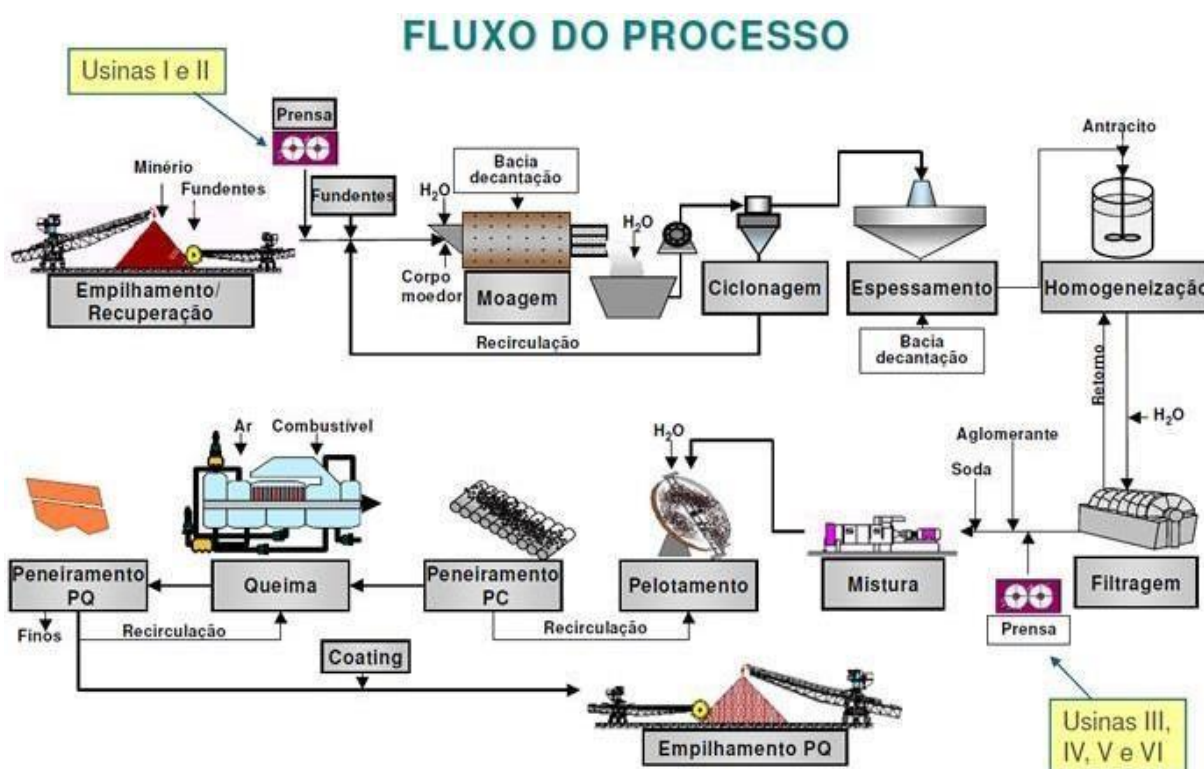 FLUXO DO PROCESSO
Usinas I e II
Prensa
Minério
Fundentes
Fundentes
H2O
Bacia
decantação
H2O
Antracito
Corpo
moedor
Empilhamento/
Recuperação
Moagem
Ciclonagem
Espessamento
Homogeneização
Recirculação
Bacia
decantação
Retorno
H2O
Ar
Combustível
H2O
Aglomerante
Soda
Peneiramento
PQ
Queima
Peneiramento
PC
Pelotamento
Mistura
Filtragem
Finos
Recirculação
Recirculação
Prensa
Coating
Empilhamento PQ
Usinas III,
IV, V e VI